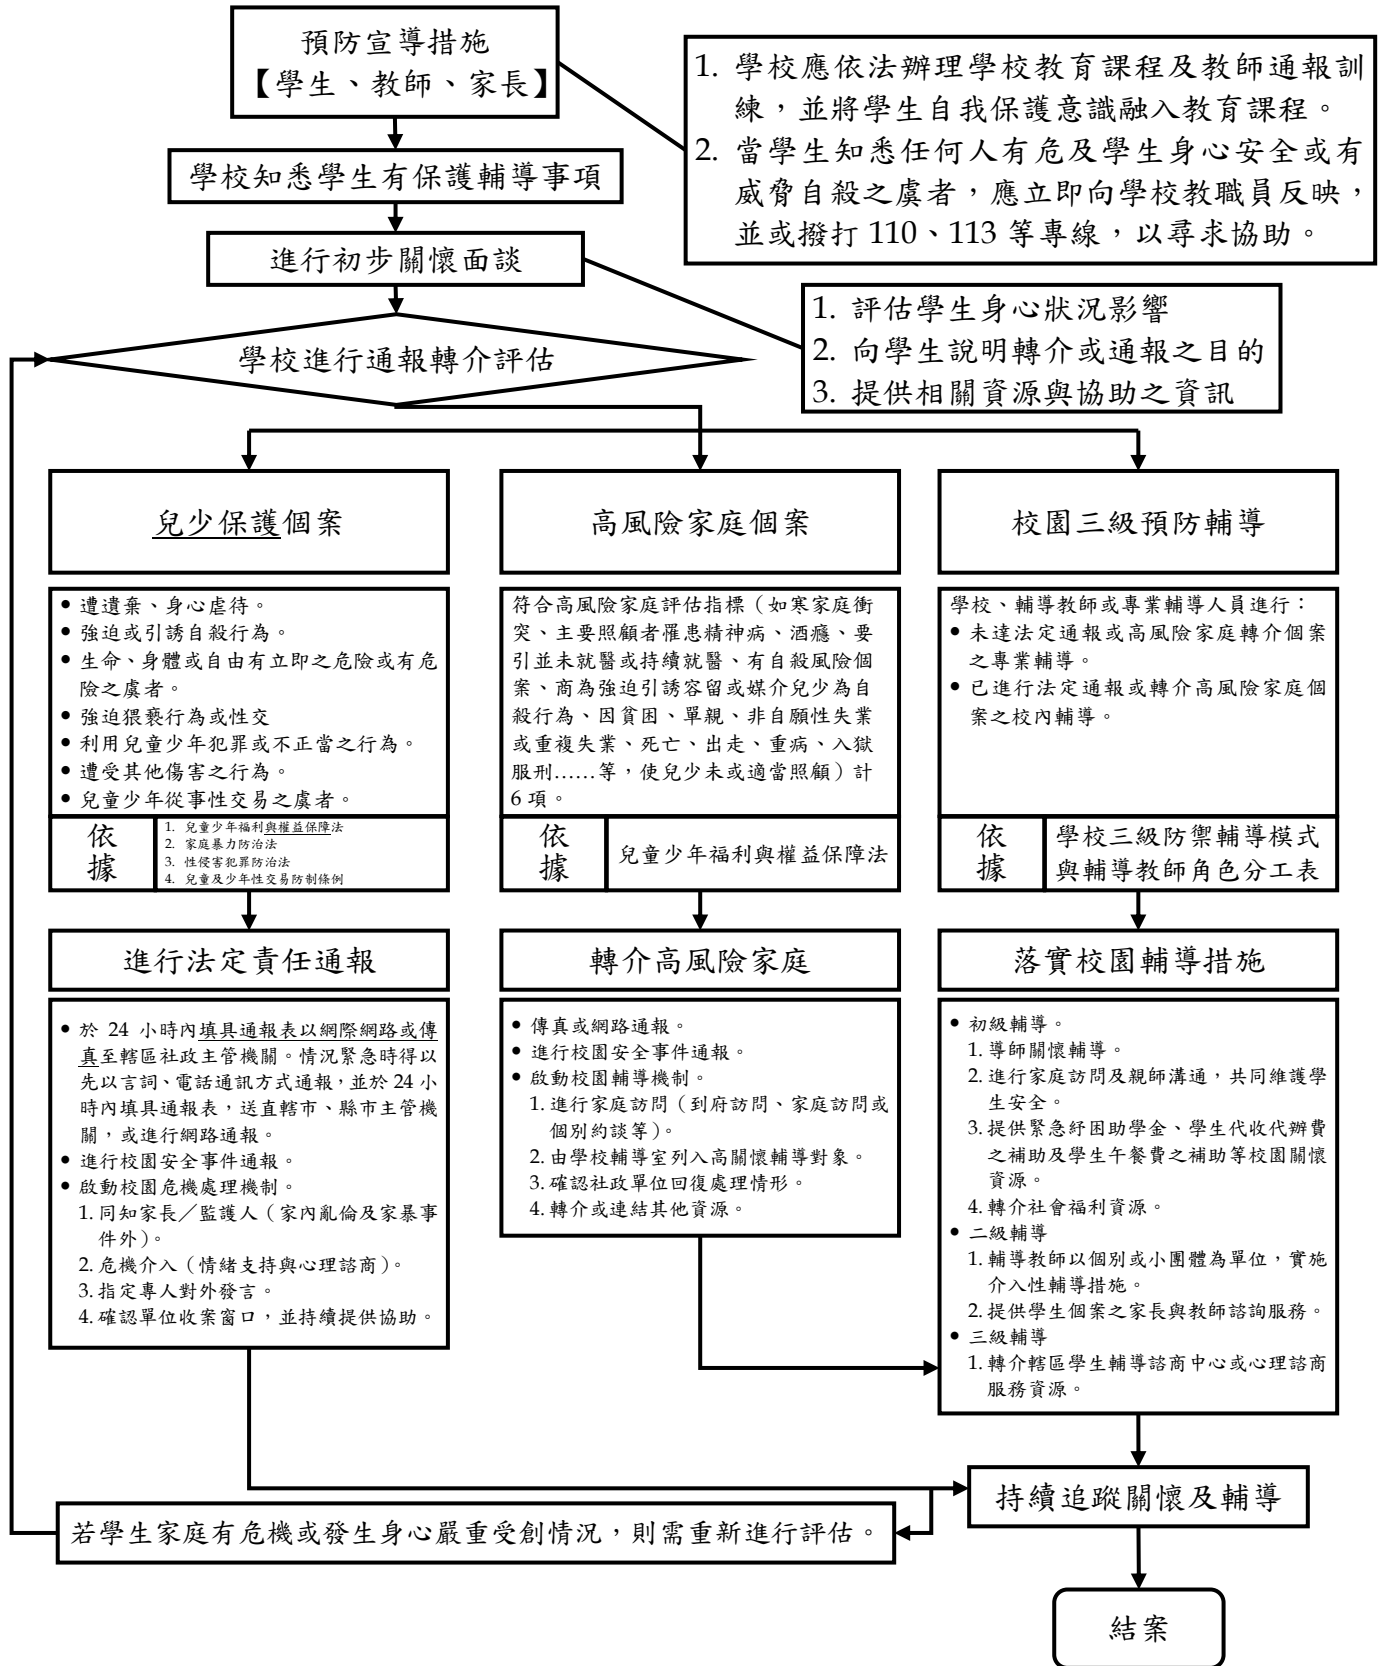 預防宣導措施
【學生、教師、家長】
1. 學校應依法辦理學校教育課程及教師通報訓
練，並將學生自我保護意識融入教育課程。
2. 當學生知悉任何人有危及學生身心安全或有
威脅自殺之虞者，應立即向學校教職員反映，
並或撥打 110、113 等專線，以尋求協助。
學校知悉學生有保護輔導事項
進行初步關懷面談
1. 評估學生身心狀況影響
2. 向學生說明轉介或通報之目的
3. 提供相關資源與協助之資訊
學校進行通報轉介評估
兒少保護個案
• 遭遺棄、身心虐待。
• 強迫或引誘自殺行為。
• 生命、身體或自由有立即之危險或有危
險之虞者。
• 強迫猥褻行為或性交
• 利用兒童少年犯罪或不正當之行為。
• 遭受其他傷害之行為。
• 兒童少年從事性交易之虞者。
依
據
1. 兒童少年福利與權益保障法
2. 家庭暴力防治法
3. 性侵害犯罪防治法
4. 兒童及少年性交易防制條例
進行法定責任通報
• 於 24 小時內填具通報表以網際網路或傳
真至轄區社政主管機關。情況緊急時得以
先以言詞、電話通訊方式通報，並於 24 小
時內填具通報表，送直轄市、縣市主管機
關，或進行網路通報。
• 進行校園安全事件通報。
• 啟動校園危機處理機制。
1. 同知家長／監護人（家內亂倫及家暴事
件外）。
2. 危機介入（情緒支持與心理諮商）。
3. 指定專人對外發言。
4. 確認單位收案窗口，並持續提供協助。
高風險家庭個案
符合高風險家庭評估指標（如寒家庭衝
突、主要照顧者罹患精神病、酒癮、要
引並未就醫或持續就醫、有自殺風險個
案、商為強迫引誘容留或媒介兒少為自
殺行為、因貧困、單親、非自願性失業
或重複失業、死亡、出走、重病、入獄
服刑……等，使兒少未或適當照顧）計
6 項。
依
據
兒童少年福利與權益保障法
轉介高風險家庭
• 傳真或網路通報。
• 進行校園安全事件通報。
• 啟動校園輔導機制。
1. 進行家庭訪問（到府訪問、家庭訪問或
個別約談等）。
2. 由學校輔導室列入高關懷輔導對象。
3. 確認社政單位回復處理情形。
4. 轉介或連結其他資源。
校園三級預防輔導
學校、輔導教師或專業輔導人員進行：
• 未達法定通報或高風險家庭轉介個案
之專業輔導。
• 已進行法定通報或轉介高風險家庭個
案之校內輔導。
依
據
學校三級防禦輔導模式
與輔導教師角色分工表
落實校園輔導措施
• 初級輔導。
1. 導師關懷輔導。
2. 進行家庭訪問及親師溝通，共同維護學
生安全。
3. 提供緊急紓困助學金、學生代收代辦費
之補助及學生午餐費之補助等校園關懷
資源。
4. 轉介社會福利資源。
• 二級輔導
1. 輔導教師以個別或小團體為單位，實施
介入性輔導措施。
2. 提供學生個案之家長與教師諮詢服務。
• 三級輔導
1. 轉介轄區學生輔導諮商中心或心理諮商
服務資源。
持續追蹤關懷及輔導
若學生家庭有危機或發生身心嚴重受創情況，則需重新進行評估。
結案